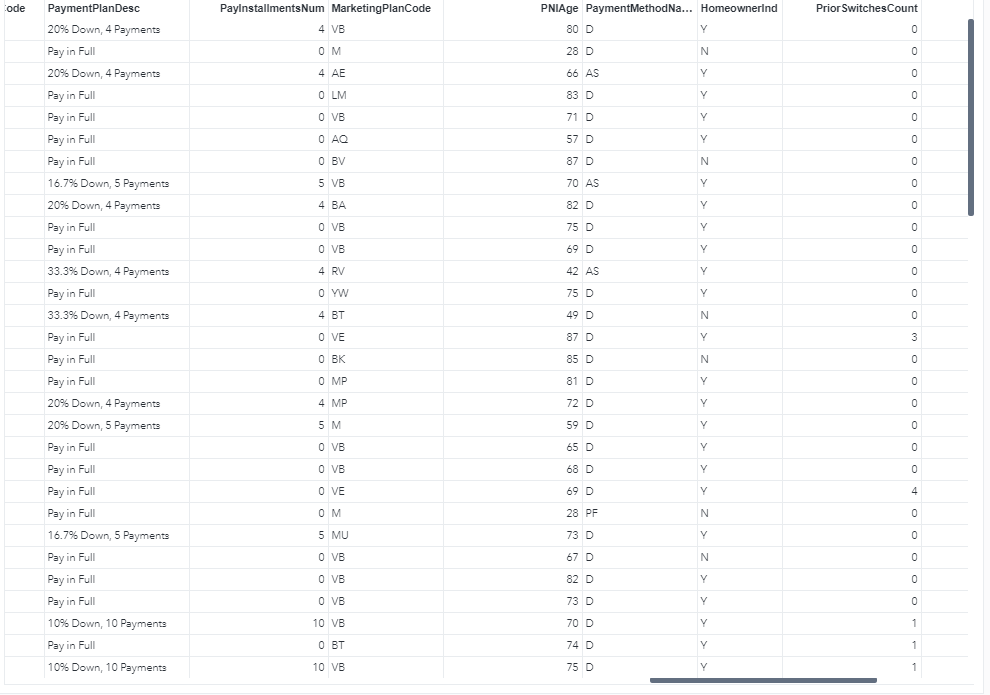 ode PaymentPlanDesc PayInstallmentsNum MarketingPlanCode PNIAge PaymentMethodNa... HomeownerInd PriorSwitchesCount
20% Down, 4 Payments 4 VB 80 D Y 0
Pay in Full 0 M 28 D N 0
20% Down, 4 Payments 4 AE 66 AS Y 0
Pay in Full 0 LM 83 D Y 0
Pay in Full 0 VB 71 D Y 0
Pay in Full 0 AQ 57 D Y 0
Pay in Full 0 BV 87 D N 0
16.7% Down, 5 Payments 5 VB 70 AS Y 0
20% Down, 4 Payments 4 BA 82 D Y 0
Pay in Full 0 VB 75 D Y 0
Pay in Full 0 VB 69 D Y 0
33.3% Down, 4 Payments 4 RV 42 AS Y 0
Pay in Full 0 YW 75 D Y 0
33.3% Down, 4 Payments 4 BT 49 D N 0
Pay in Full 0 VE 87 D Y 3
Pay in Full 0 BK 85 D N 0
Pay in Full 0 MP 81 D Y 0
20% Down, 4 Payments 4 MP 72 D Y 0
20% Down, 5 Payments 5 M 59 D Y 0
Pay in Full 0 VB 65 D Y 0
Pay in Full 0 VB 68 D Y 0
Pay in Full 0 VE 69 D Y 4
Pay in Full 0 M 28 PF N 0
16.7% Down, 5 Payments 5 MU 73 D Y 0
Pay in Full 0 VB 67 D N 0
Pay in Full 0 VB 82 D Y 0
Pay in Full 0 VB 73 D Y 0
10% Down, 10 Payments 10 VB 70 D Y 1
Pay in Full 0 BT 74 D Y 1
10% Down, 10 Payments 10 VB 75 D Y 1